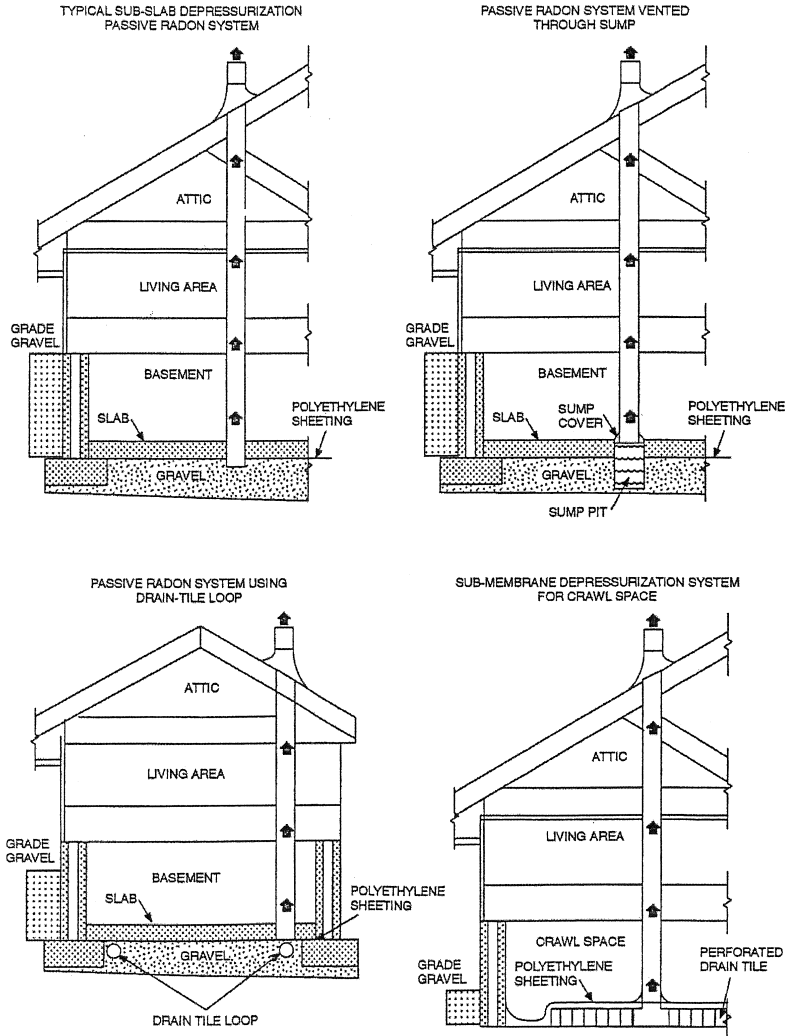 TYPICAL SUB-SLAB DEPRESSURIZATION
PASSIVE RADON SYSTEM
ATTIC
LIVING AREA
GRADE
GRAVEL
BASEMENT
SLAB
POLYETHYLENE
SHEETING
GRAVEL
PASSIVE RADON SYSTEM VENTED
THROUGH SUMP
ATTIC
LIVING AREA
GRADE
GRAVEL
BASEMENT
SLAB
SUMP
COVER
POLYETHYLENE
SHEETING
GRAVEL
SUMP PIT
PASSIVE RADON SYSTEM USING
DRAIN-TILE LOOP
ATTIC
LIVING AREA
GRADE
GRAVEL
BASEMENT
SLAB
POLYETHYLENE
SHEETING
GRAVEL
DRAIN TILE LOOP
SUB-MEMBRANE DEPRESSURIZATION SYSTEM
FOR CRAWL SPACE
ATTIC
LIVING AREA
CRAWL SPACE
GRADE
GRAVEL
POLYETHYLENE
SHEETING
PERFORATED
DRAIN TILE